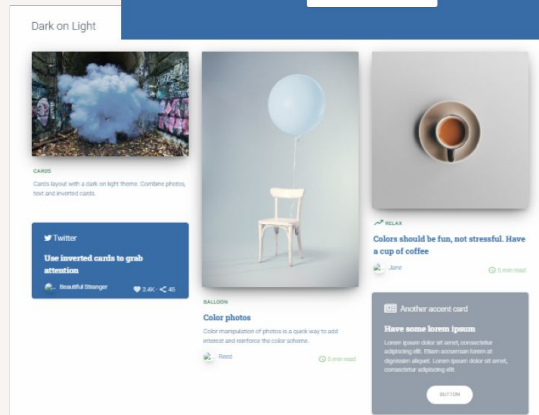 Dark on Light
CARDS
Cards layout with a dark on light theme. Combine photos,
text and inverted cards.
Twitter
Use inverted cards to grab
attention
Beautiful Stranger
2.4K · 45
BALLOON
Color photos
Color manipulation of photos is a quick way to add
interest and reinforce the color scheme.
Reed
3 min read
RELAX
Colors should be fun, not stressful. Have
a cup of coffee
Jane
5 min read
Another accent card
Have some lorem ipsum
Lorem ipsum dolor sit amet, consectetur
adipiscing elit. Etiam accumsan lorem at
dignissim aliquet. Lorem ipsum dolor sit amet,
consectetur adipiscing elit.
BUTTON